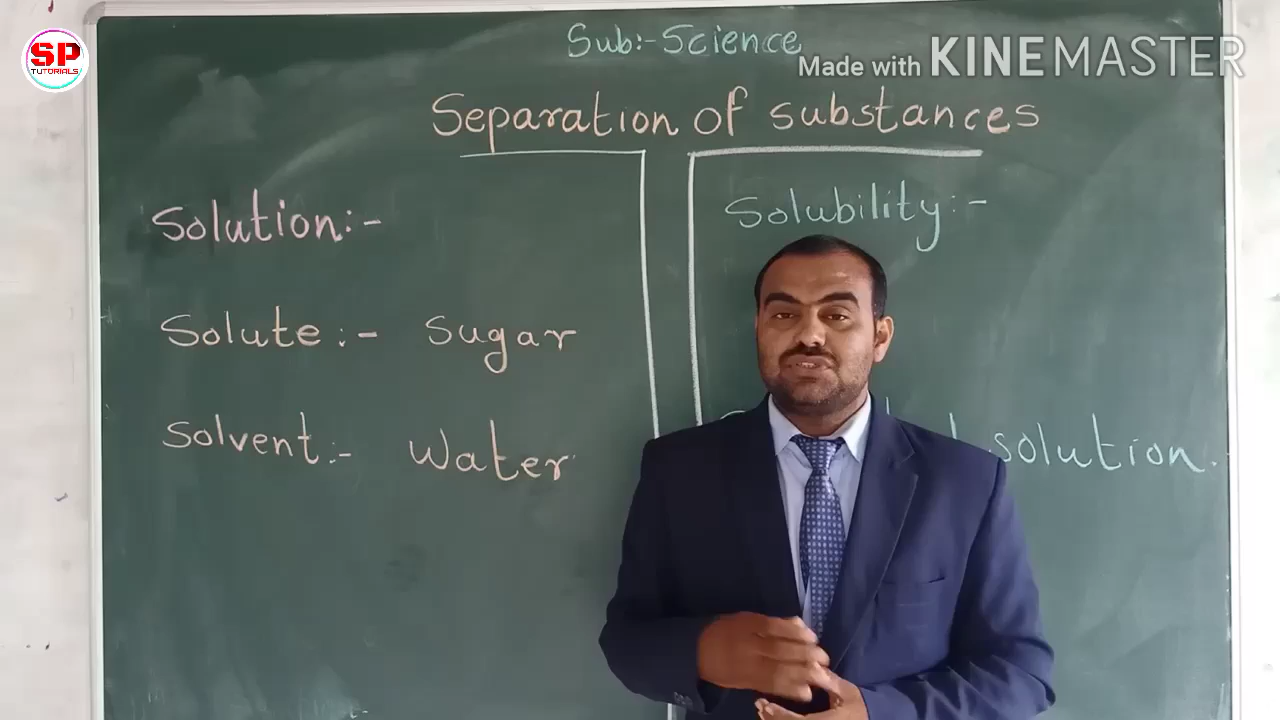 SP
TUTORIALS
Sub:- Science
Made with KINEMASTER
Separation of substances
Solution:-
Solute:- Sugar
Solvent:- Water
Solubility:-
solution.